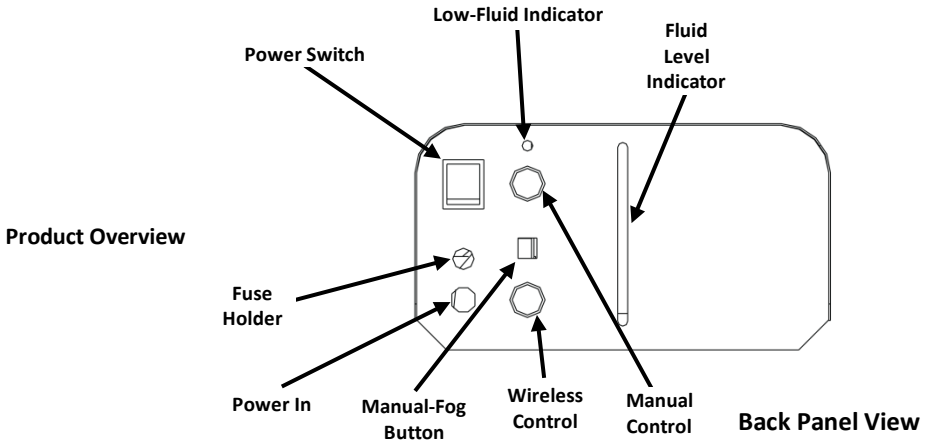 Low-Fluid Indicator
Fluid
Level
Indicator
Power Switch
Product Overview
Fuse
Holder
Power In
Manual-Fog
Button
Wireless
Control
Manual
Control
Back Panel View